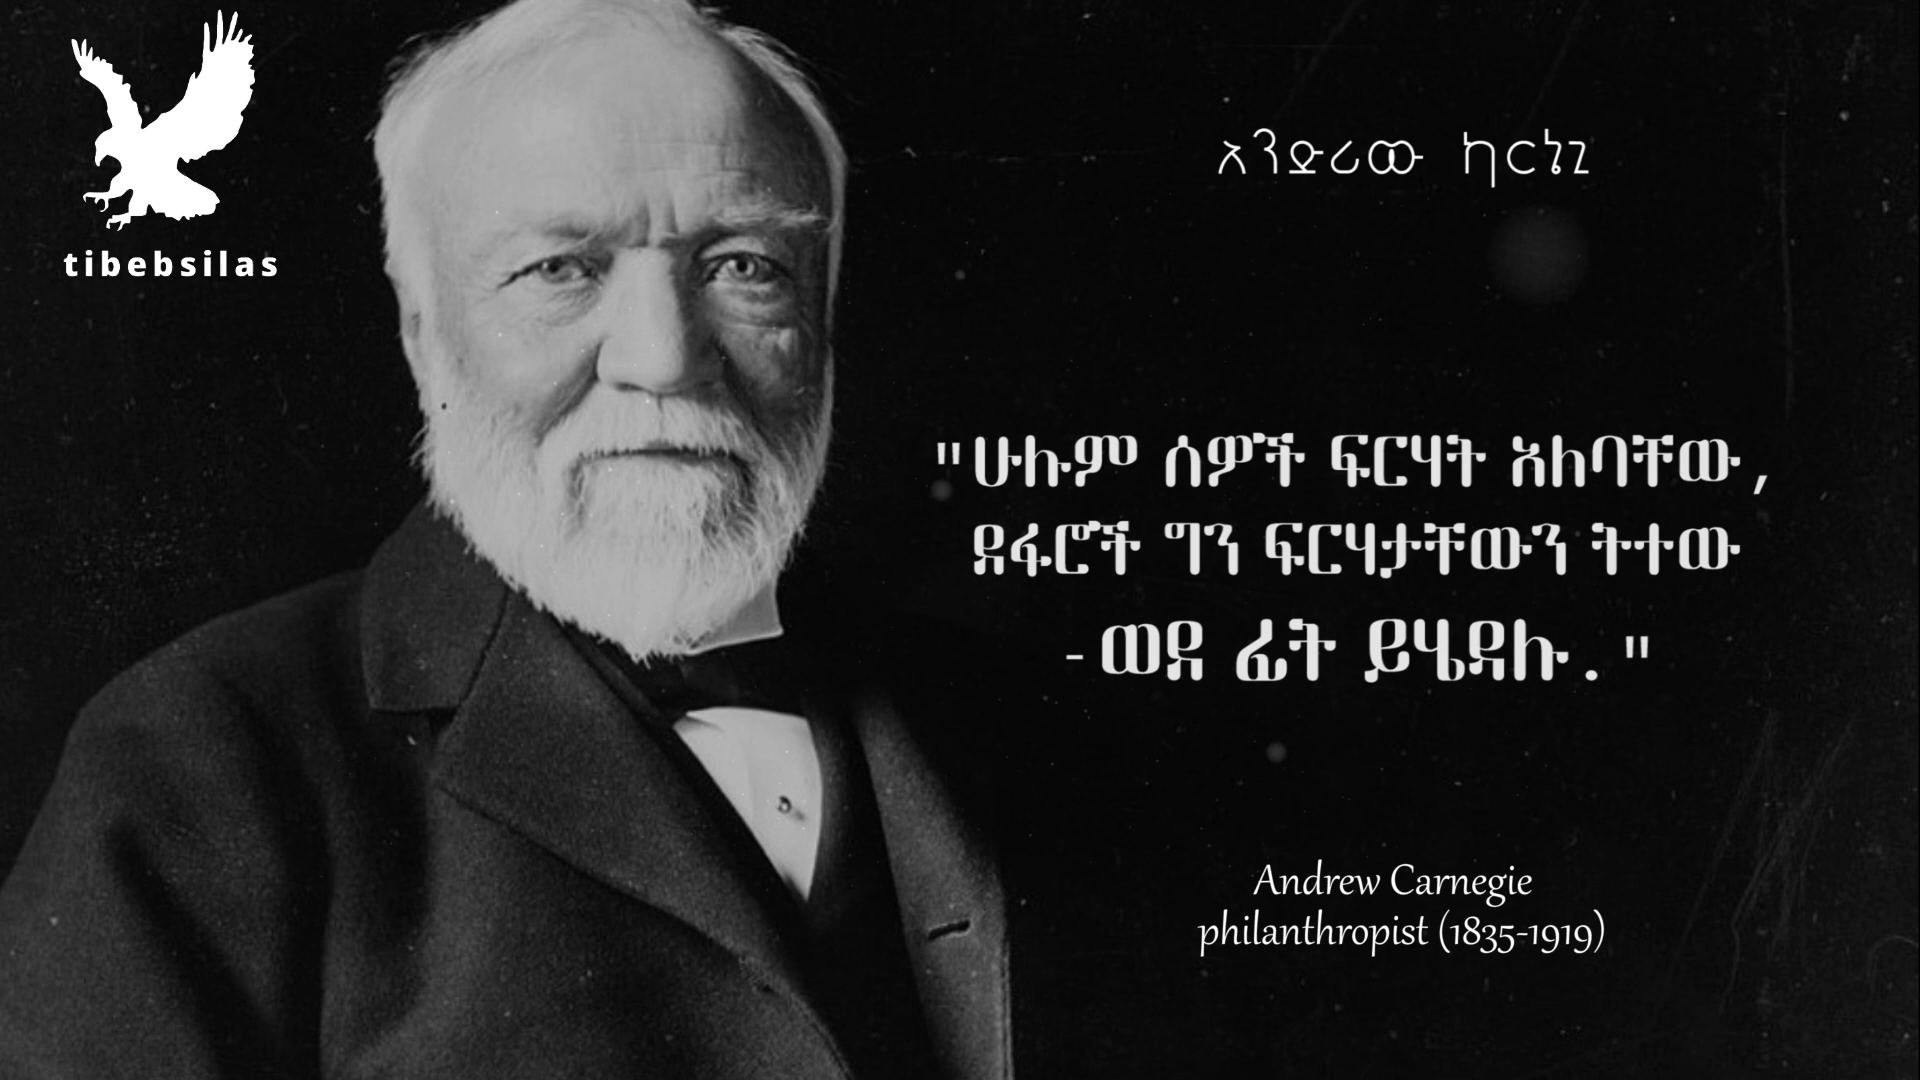 tibebsilas
አንድሪው ካርኔጊ
"ሁሉም ሰዎች ፍርሃት አለባቸው,
ደፋሮች ግን ፍርሃታቸውን ትተው
-ወደ ፊት ይሄዳሉ."
Andrew Carnegie
philanthropist (1835-1919)